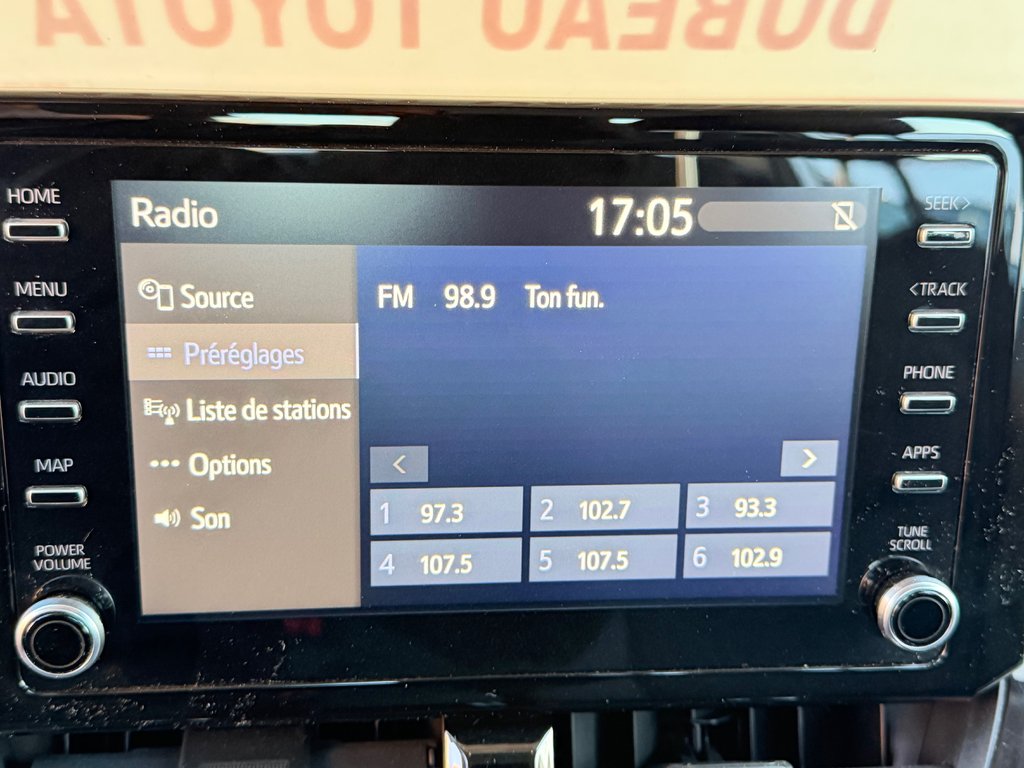 DUBEAU TOYOTA
HOME
MENU
AUDIO
MAP
POWER
VOLUME
Radio
17:05
Source
Préréglages
Liste de stations
Options
Son
FM 98.9 Ton fun.
< >
1 97.3 2 102.7 3 93.3
4 107.5 5 107.5 6 102.9
SEEK>
<TRACK
PHONE
APPS
TUNE
SCROLL